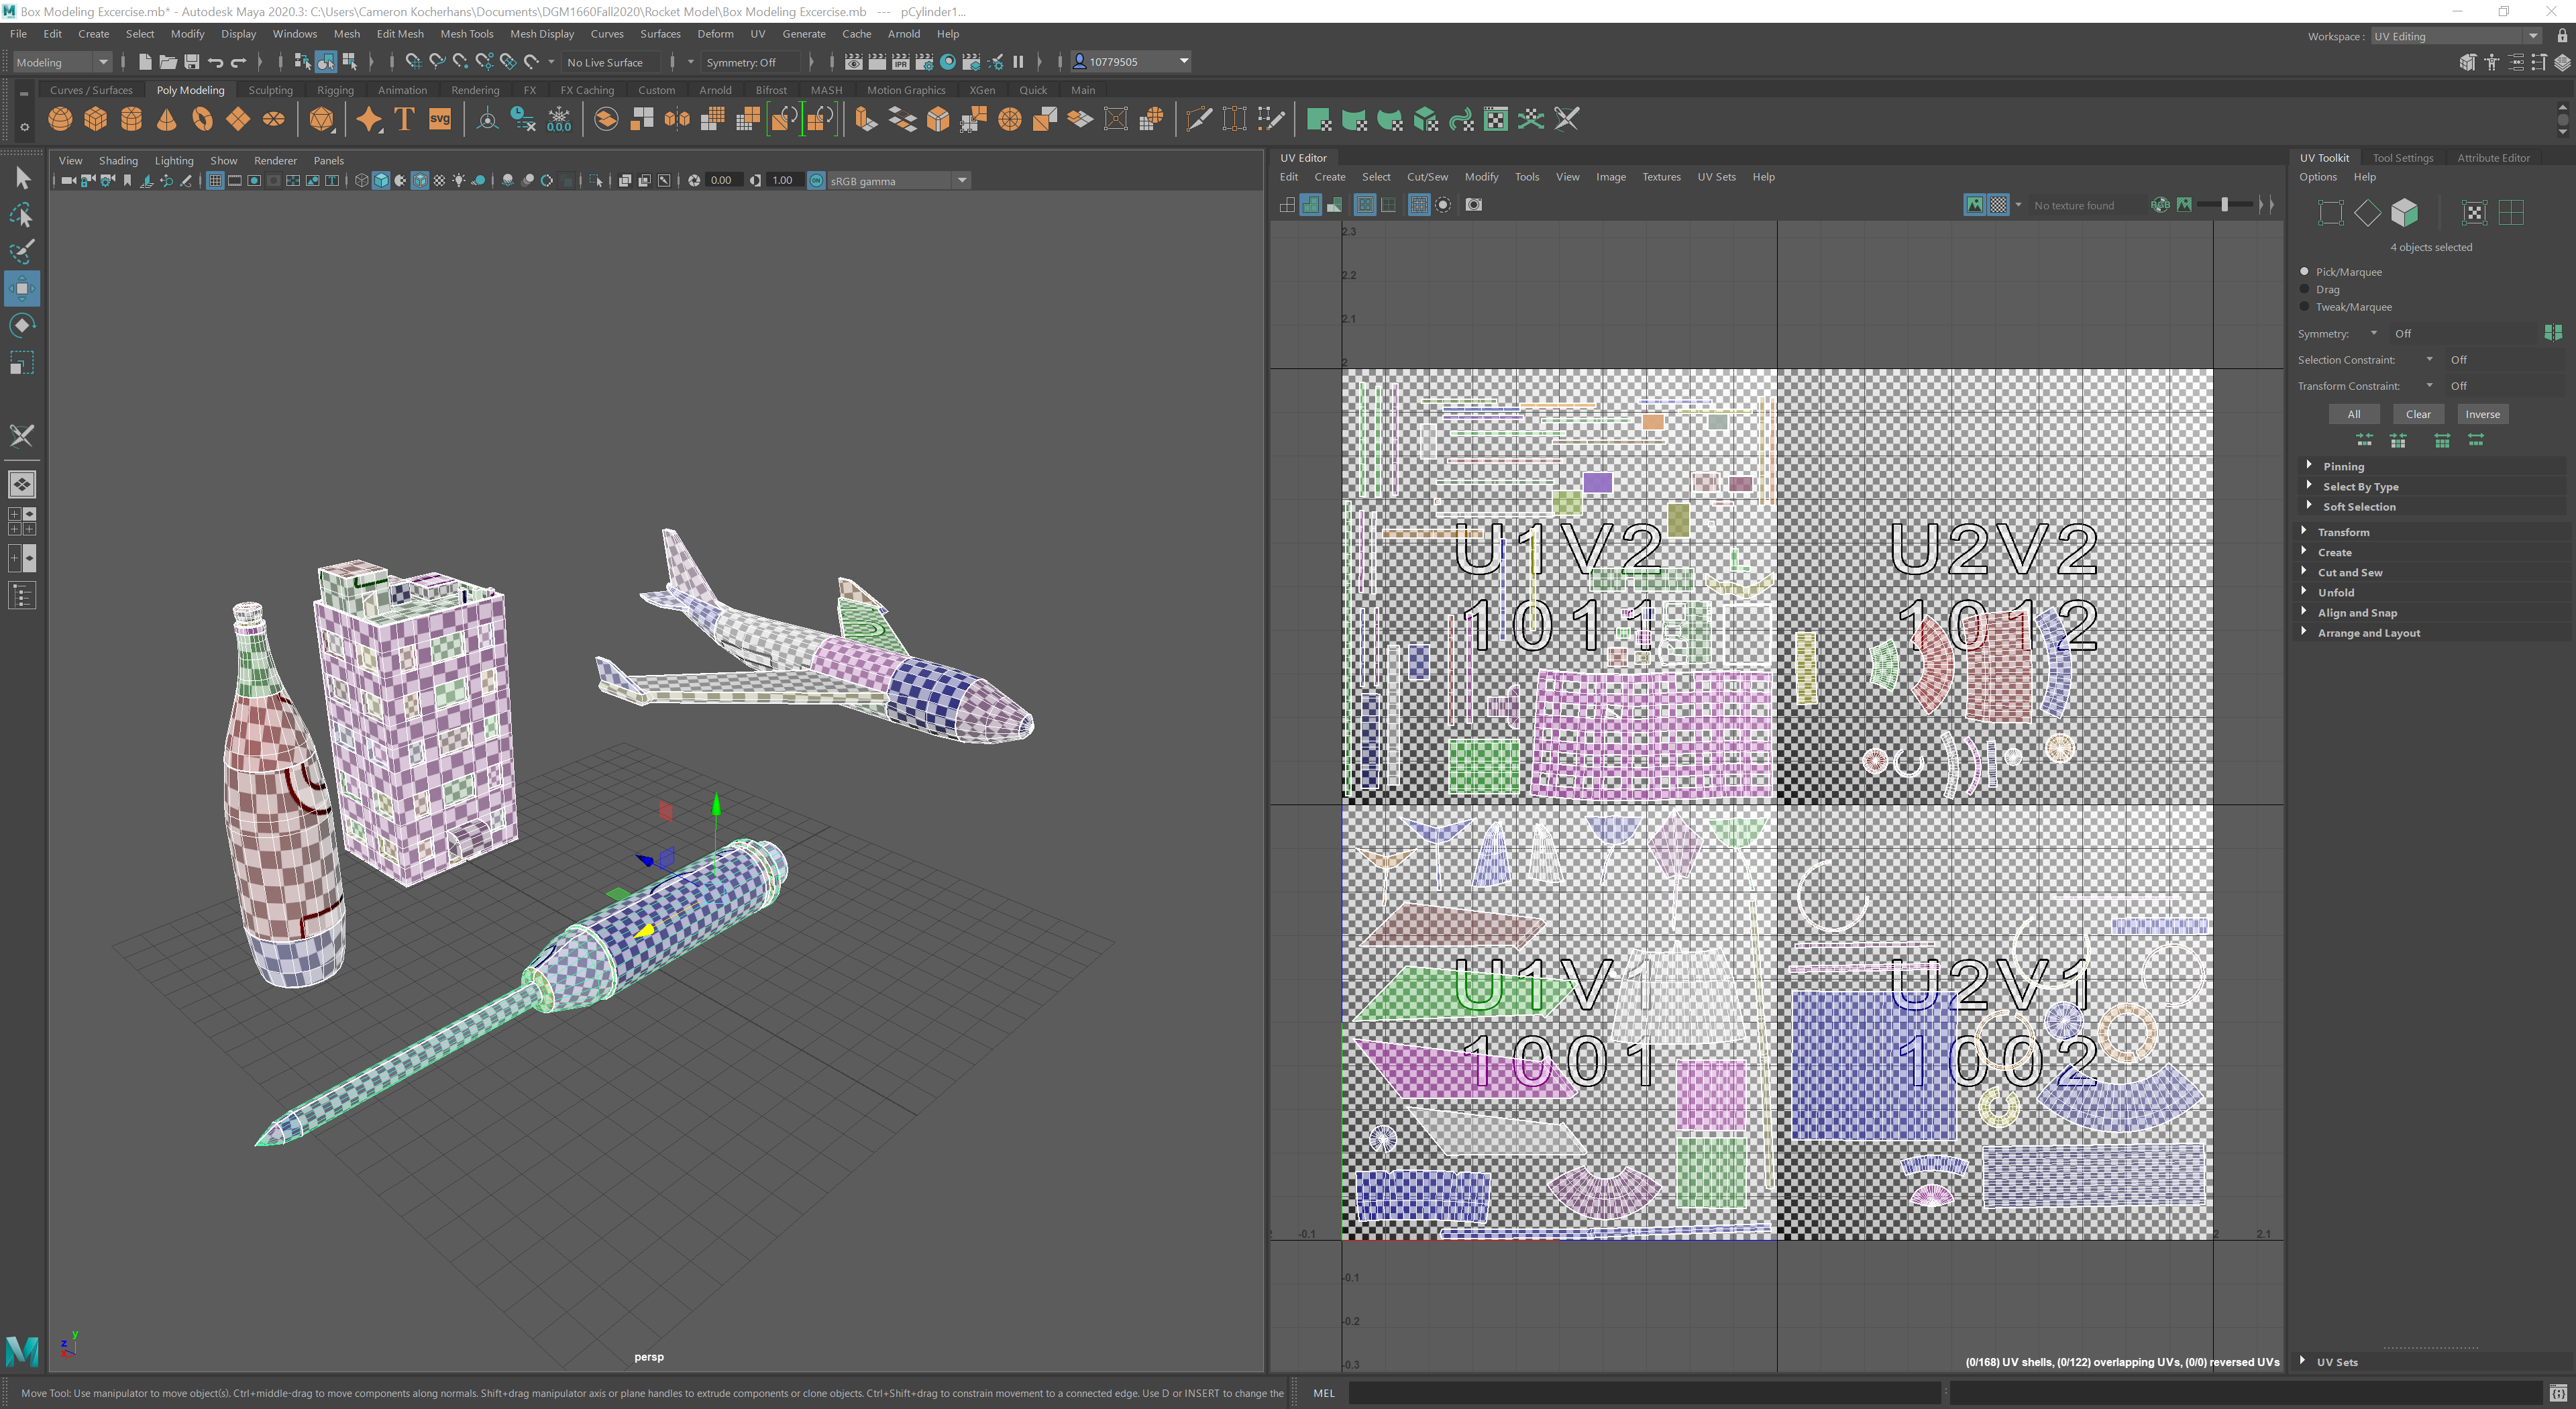 Box Modeling Excercise.mb* - Autodesk Maya 2020.3: C:\Users\Cameron Kocherhans\Documents\DGM1660Fall2020\Rocket Model\Box Modeling Excercise.mb   ---   pCylinder1...
File Edit Create Select Modify Display Windows Mesh Edit Mesh Mesh Tools Mesh Display Curves Surfaces Deform UV Generate Cache Arnold Help
Workspace : UV Editing
Modeling No Live Surface Symmetry: Off IPR 10779505
Curves / Surfaces Poly Modeling Sculpting Rigging Animation Rendering FX FX Caching Custom Arnold Bifrost MASH Motion Graphics XGen Quick Main
T SVG 0,0,0
View Shading Lighting Show Renderer Panels
0.00 1.00 ON sRGB gamma
persp
y
z
x
UV Editor
Edit Create Select Cut/Sew Modify Tools View Image Textures UV Sets Help
No texture found RGB
2.3
2.2
2.1
2
U1V2 U2V2
1011 1012
U1V1 U2V1
1001 1002
-0.1 2 2.1
-0.1
-0.2
-0.3
(0/168) UV shells, (0/122) overlapping UVs, (0/0) reversed UVs
UV Toolkit Tool Settings Attribute Editor
Options Help
4 objects selected
Pick/Marquee
Drag
Tweak/Marquee
Symmetry: Off
Selection Constraint: Off
Transform Constraint: Off
All Clear Inverse
Pinning
Select By Type
Soft Selection
Transform
Create
Cut and Sew
Unfold
Align and Snap
Arrange and Layout
UV Sets
Move Tool: Use manipulator to move object(s). Ctrl+middle-drag to move components along normals. Shift+drag manipulator axis or plane handles to extrude components or clone objects. Ctrl+Shift+drag to constrain movement to a connected edge. Use D or INSERT to change the
MEL